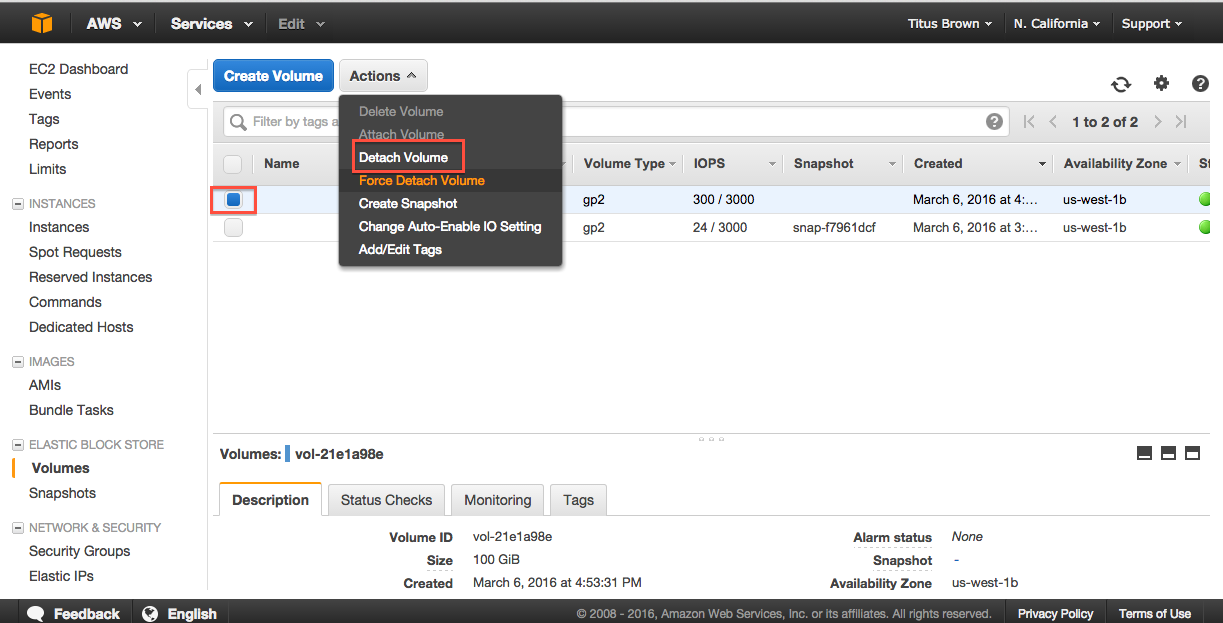 AWS Services Edit Titus Brown N. California Support
EC2 Dashboard
Events
Tags
Reports
Limits
INSTANCES
Instances
Spot Requests
Reserved Instances
Commands
Dedicated Hosts
IMAGES
AMIs
Bundle Tasks
ELASTIC BLOCK STORE
Volumes
Snapshots
NETWORK & SECURITY
Security Groups
Elastic IPs
Create Volume Actions
Filter by tags a
1 to 2 of 2
Delete Volume
Attach Volume
Detach Volume
Force Detach Volume
Create Snapshot
Change Auto-Enable IO Setting
Add/Edit Tags
Name Volume Type IOPS Snapshot Created Availability Zone St
gp2 300 / 3000 March 6, 2016 at 4:... us-west-1b
gp2 24 / 3000 snap-f7961dcf March 6, 2016 at 3:... us-west-1b
Volumes: vol-21e1a98e
Description Status Checks Monitoring Tags
Volume ID vol-21e1a98e Alarm status None
Size 100 GiB Snapshot -
Created March 6, 2016 at 4:53:31 PM Availability Zone us-west-1b
Feedback English © 2008 - 2016, Amazon Web Services, Inc. or its affiliates. All rights reserved. Privacy Policy Terms of Use